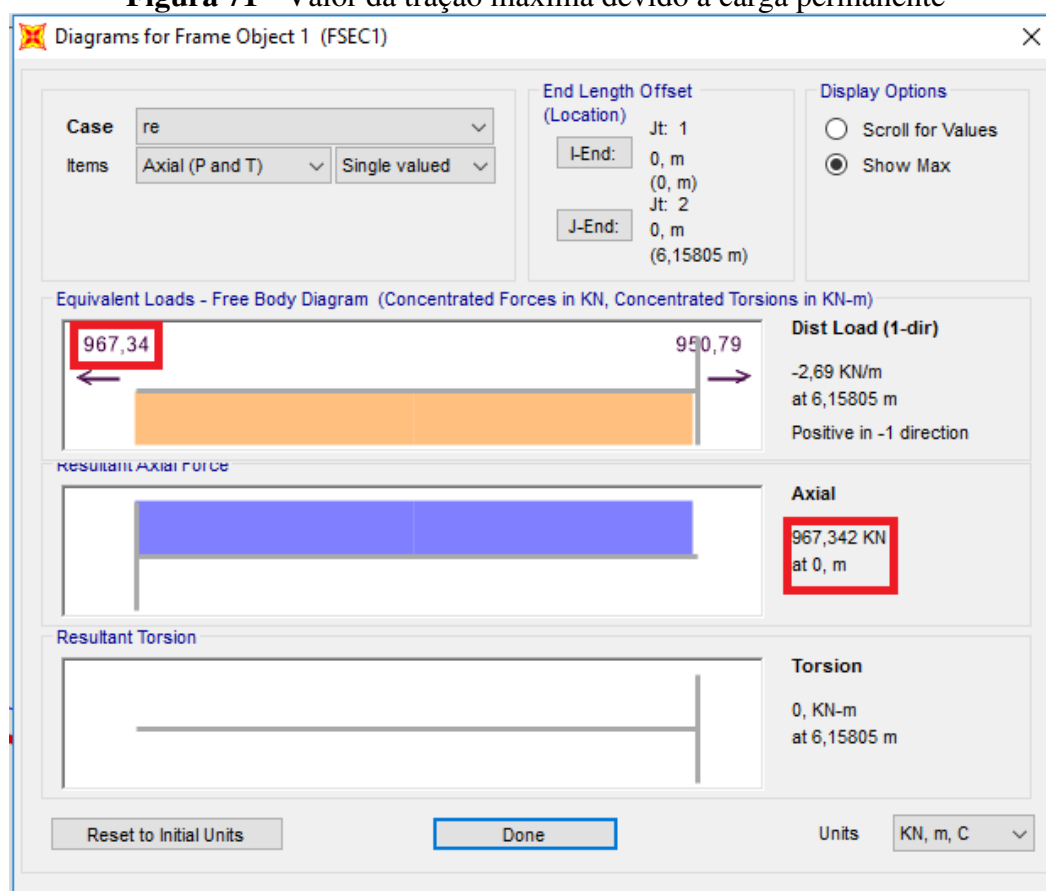 Figura 71 - Valor da tração máxima devido a carga permanente
Diagrams for Frame Object 1 (FSEC1)
Case re
Items Axial (P and T) Single valued
End Length Offset
(Location)
Jt: 1
I-End: 0, m
(0, m)
Jt: 2
J-End: 0, m
(6,15805 m)
Display Options
Scroll for Values
Show Max
Equivalent Loads - Free Body Diagram (Concentrated Forces in KN, Concentrated Torsions in KN-m)
967,34 950,79
Dist Load (1-dir)
-2,69 KN/m
at 6,15805 m
Positive in -1 direction
Resultant Axial Force
Axial
967,342 KN
at 0, m
Resultant Torsion
Torsion
0, KN-m
at 6,15805 m
Reset to Initial Units Done Units KN, m, C